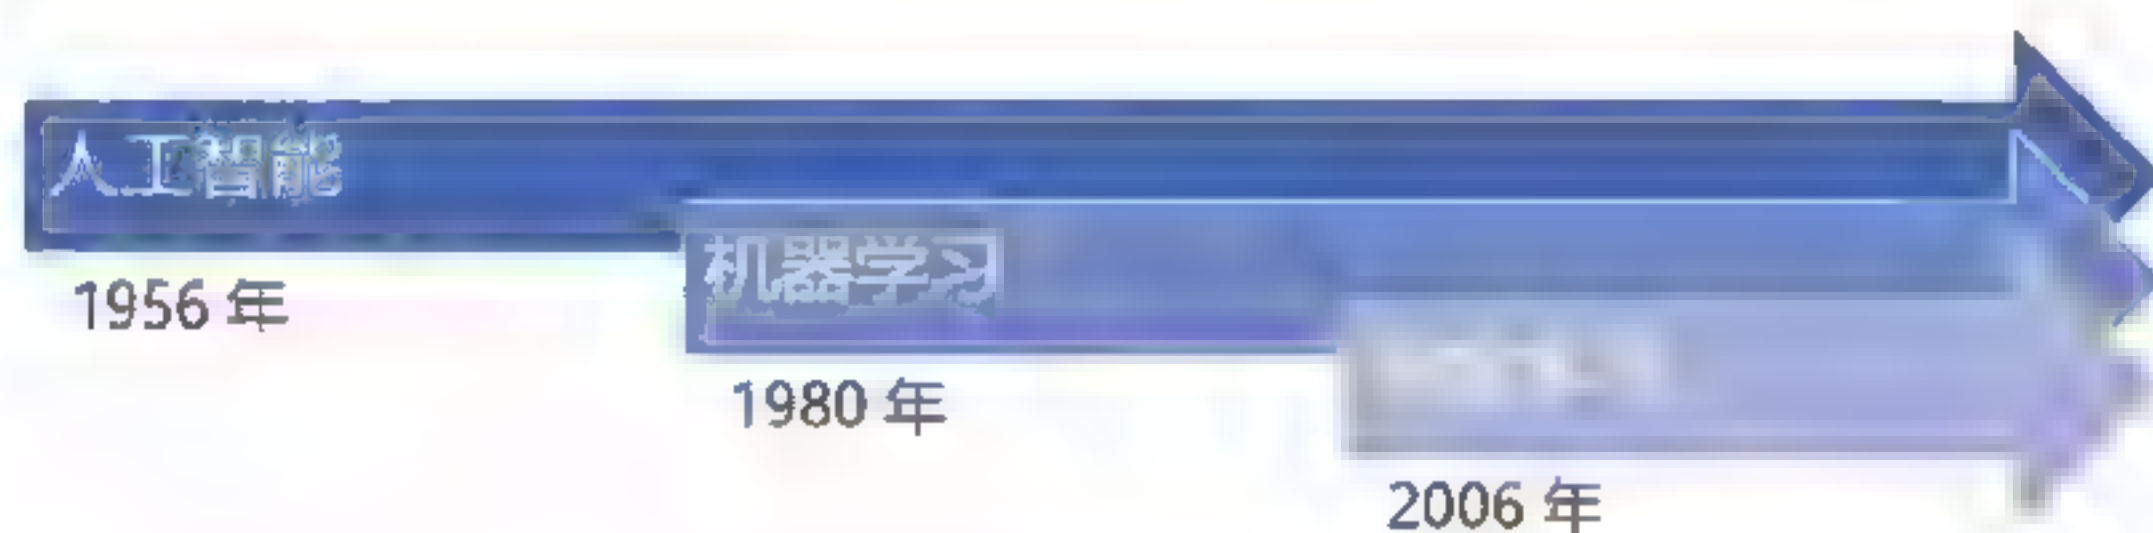 人工智能
1956 年
机器学习
1980 年
2006 年